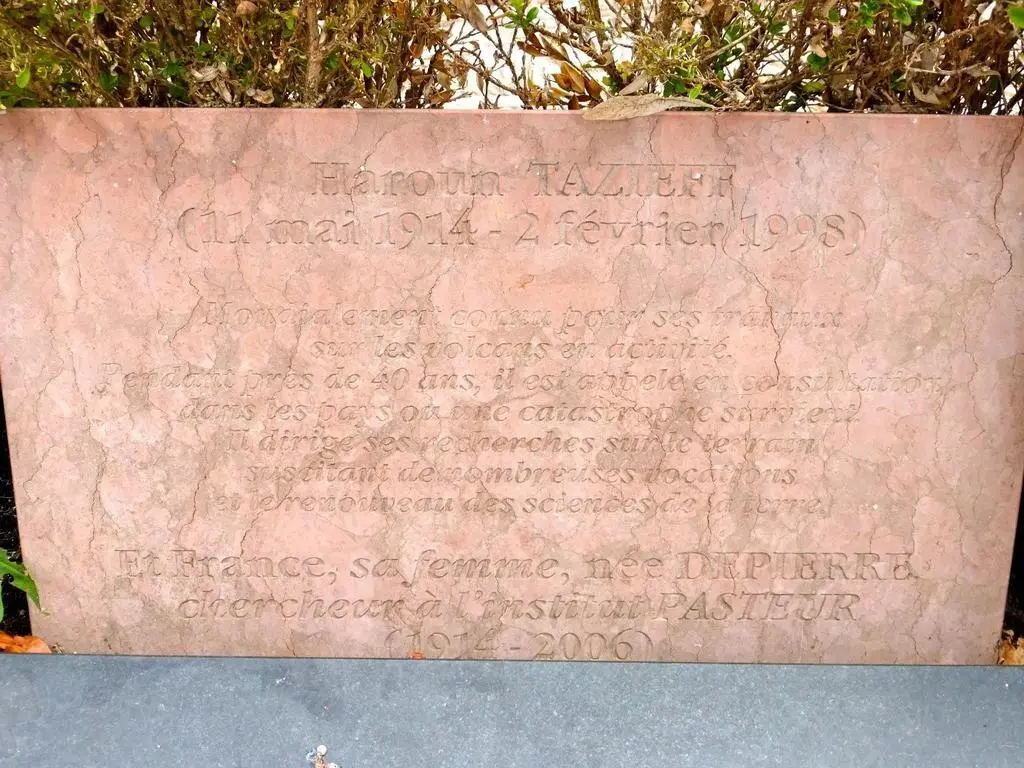 Haroun TAZIEFF
(11 mai 1914 - 2 février 1998)
Mondialement connu pour ses travaux
sur les volcans en activité.
Pendant près de 40 ans, il est appelé en consultation
dans les pays où une catastrophe survient.
Il dirige ses recherches sur le terrain
suscitant de nombreuses vocations
et le renouveau des sciences de la terre.
Et France, sa femme, née DEPIERRE
chercheur à l'institut PASTEUR
(1914 - 2006)